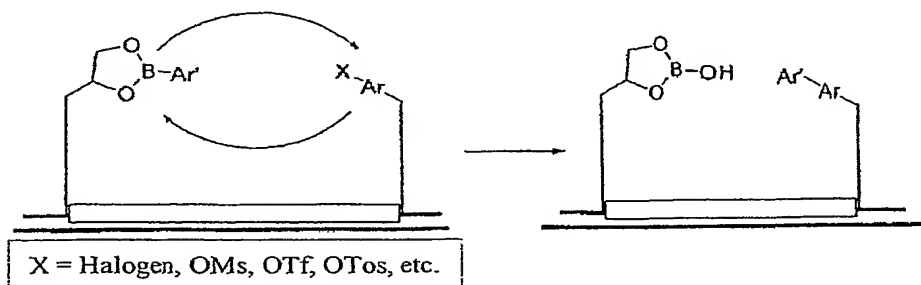 O
B-Ar'
O
X
Ar
O
B-OH
O
Ar'
Ar
X = Halogen, OMs, OTf, OTos, etc.